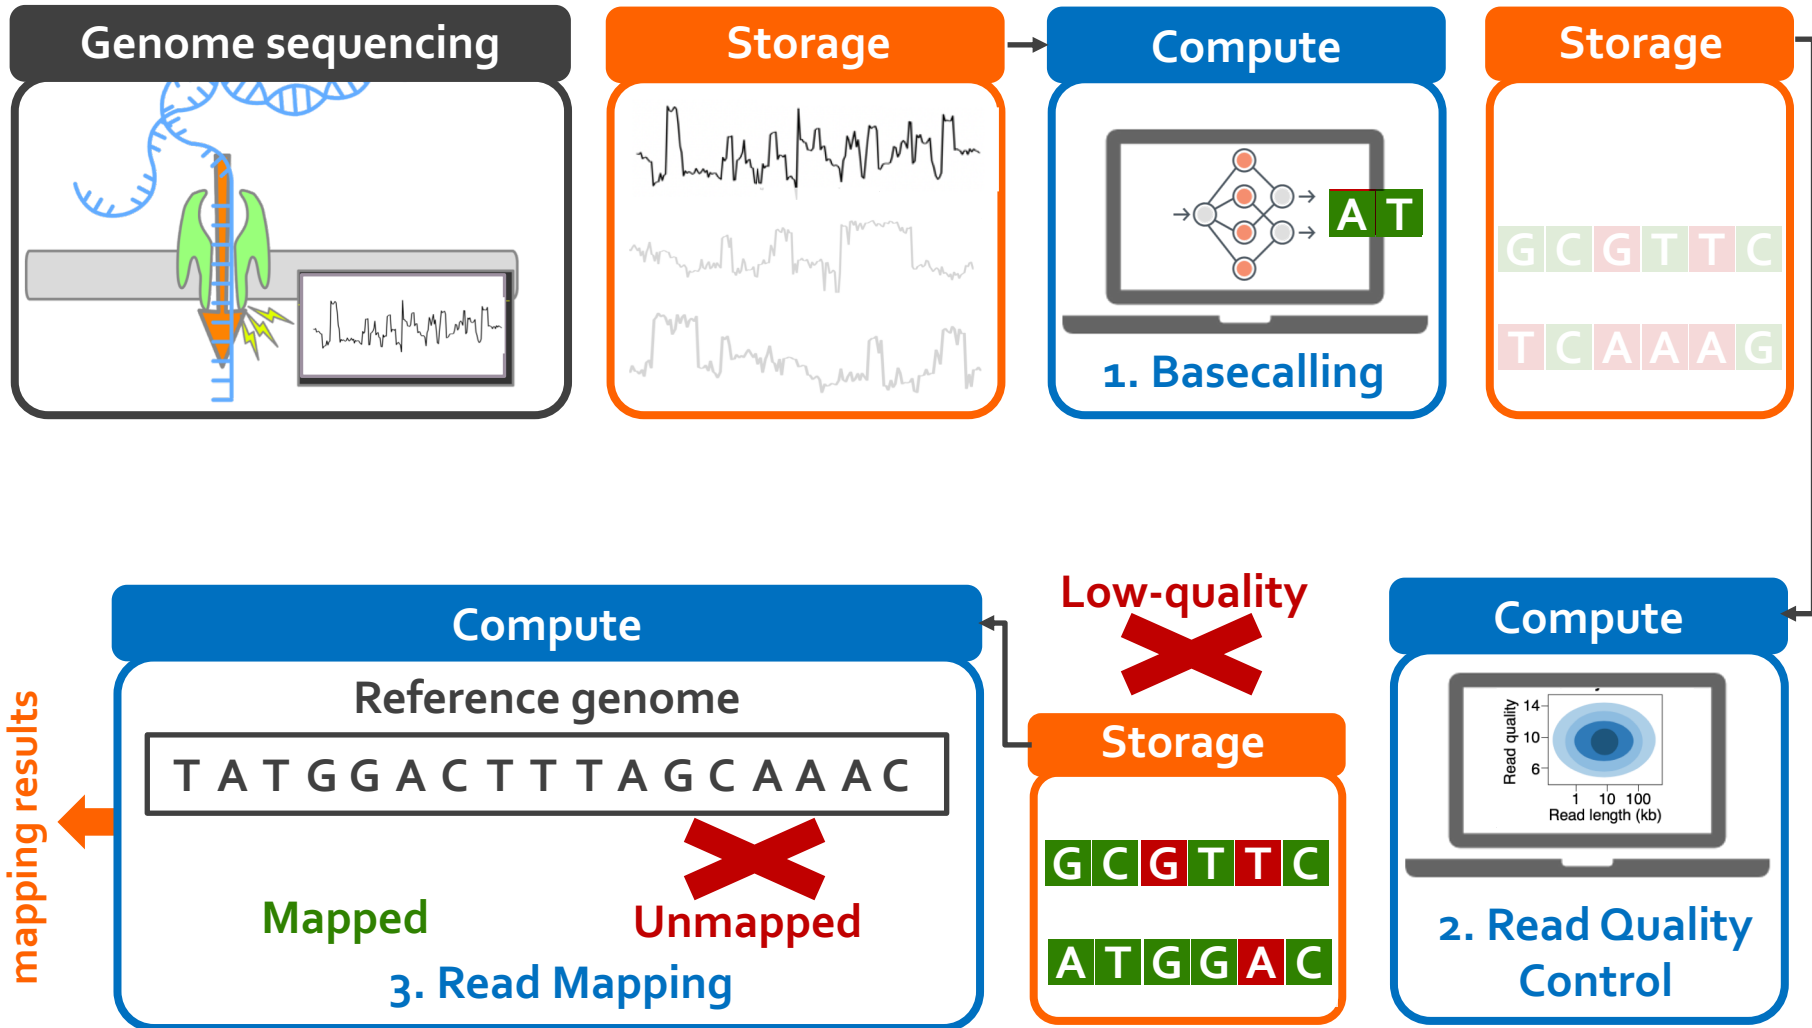 Genome sequencing
Storage
Compute
Storage
A T
1. Basecalling
G C G T T C
T C A A A G
Low-quality
Compute
Compute
Reference genome
T A T G G A C T T T A G C A A A C
Storage
14
10
6
Read quality
1 10 100
Read length (kb)
mapping results
G C G T T C
Mapped
Unmapped
A T G G A C
2. Read Quality
Control
3. Read Mapping